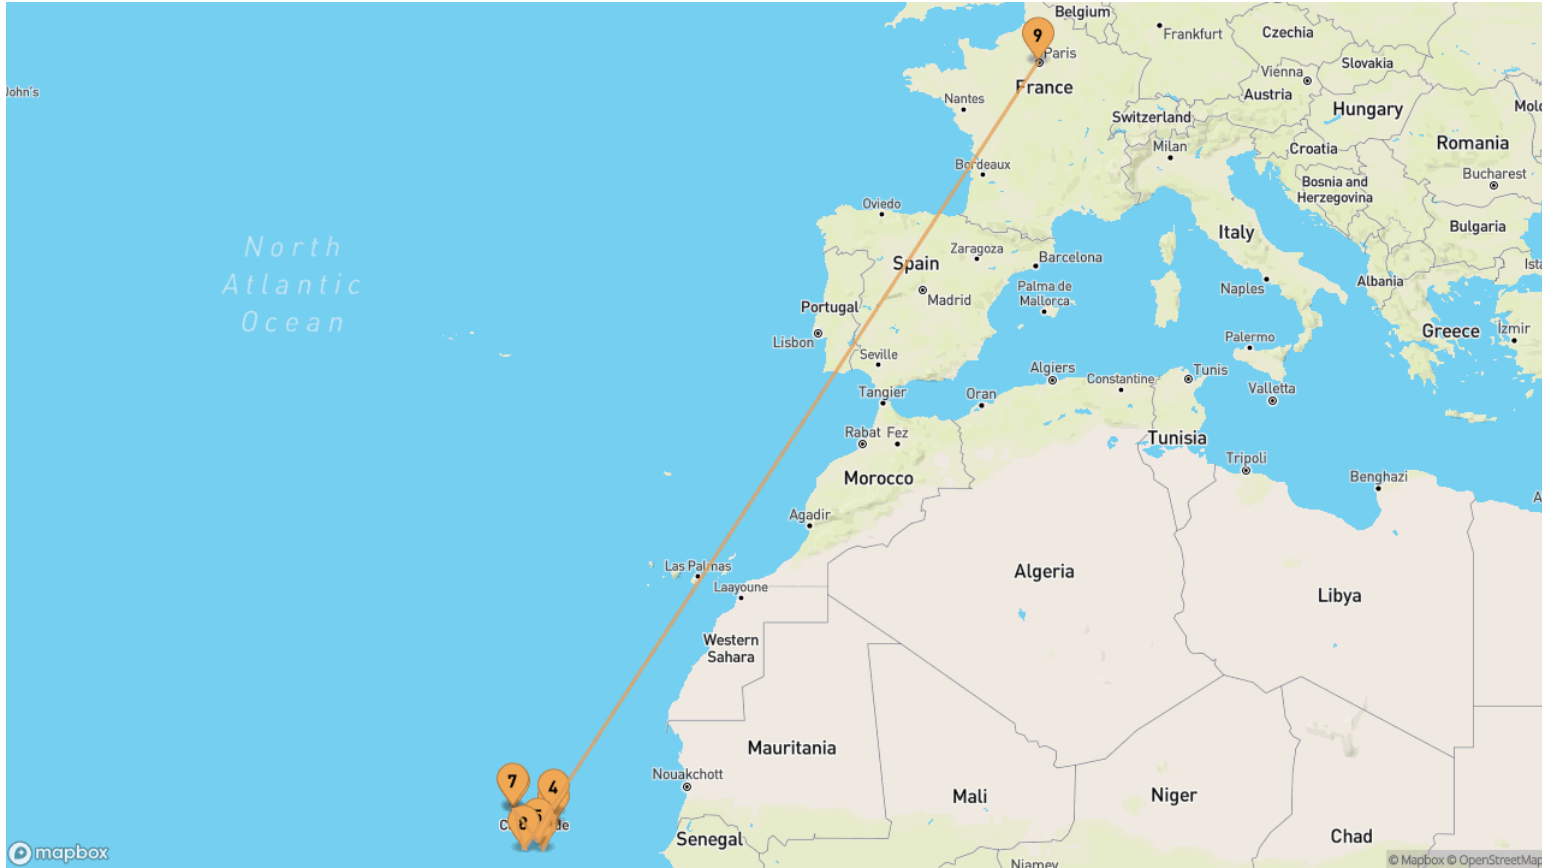 Belgium
9
Paris
Frankfurt
Czechia
Slovakia
Vienna
Austria
France
John's
Nantes
Hungary
Switzerland
Milan
Croatia
Romania
Bordeaux
Bosnia and
Herzegovina
Bucharest
Oviedo
Bulgaria
North
Atlantic
Ocean
Zaragoza
Italy
Spain
Barcelona
Albania
Palma de
Mallorca
Naples
Madrid
Portugal
Greece
Izmir
Lisbon
Palermo
Seville
Algiers
Constantine
Tunis
Valletta
Tangier
Oran
Rabat
Fez
Tunisia
Tripoli
Morocco
Benghazi
Agadir
Las Palmas
Laayoune
Algeria
Libya
Western
Sahara
Mauritania
Nouakchott
7
4
Mali
Niger
Senegal
Chad
Niamey
mapbox
© Mapbox © OpenStreetMap